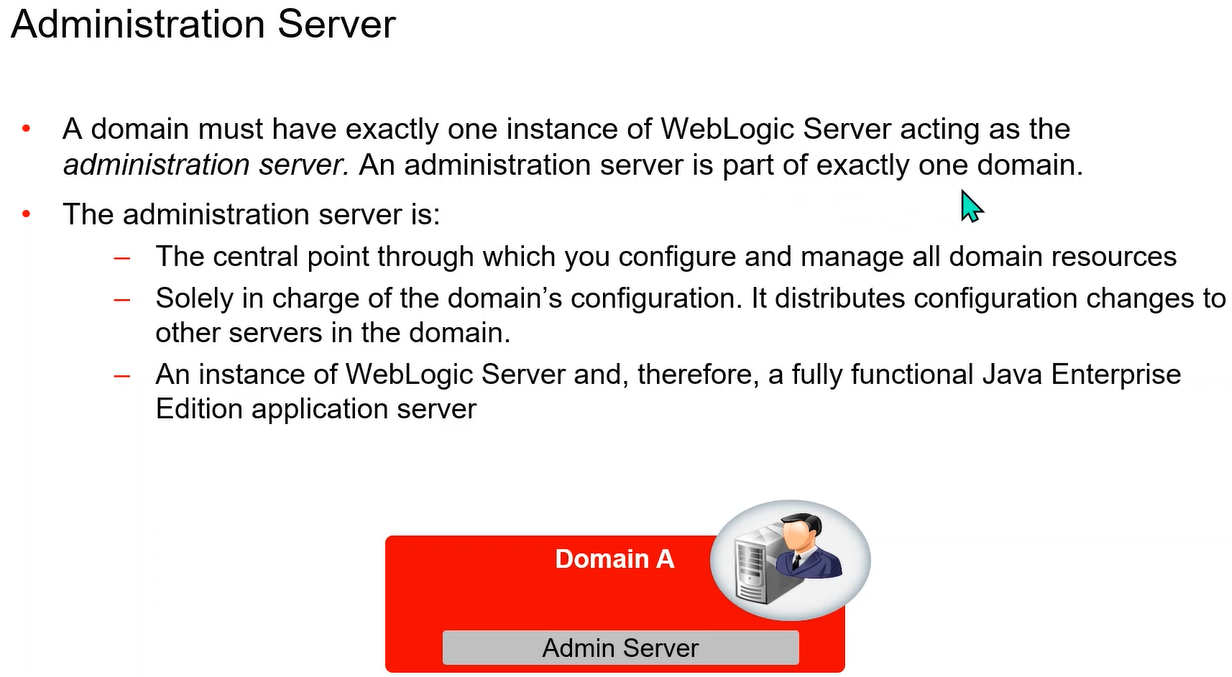 Administration Server
• A domain must have exactly one instance of WebLogic Server acting as the
administration server. An administration server is part of exactly one domain.
• The administration server is:
– The central point through which you configure and manage all domain resources
– Solely in charge of the domain's configuration. It distributes configuration changes to
other servers in the domain.
– An instance of WebLogic Server and, therefore, a fully functional Java Enterprise
Edition application server
Domain A
Admin Server